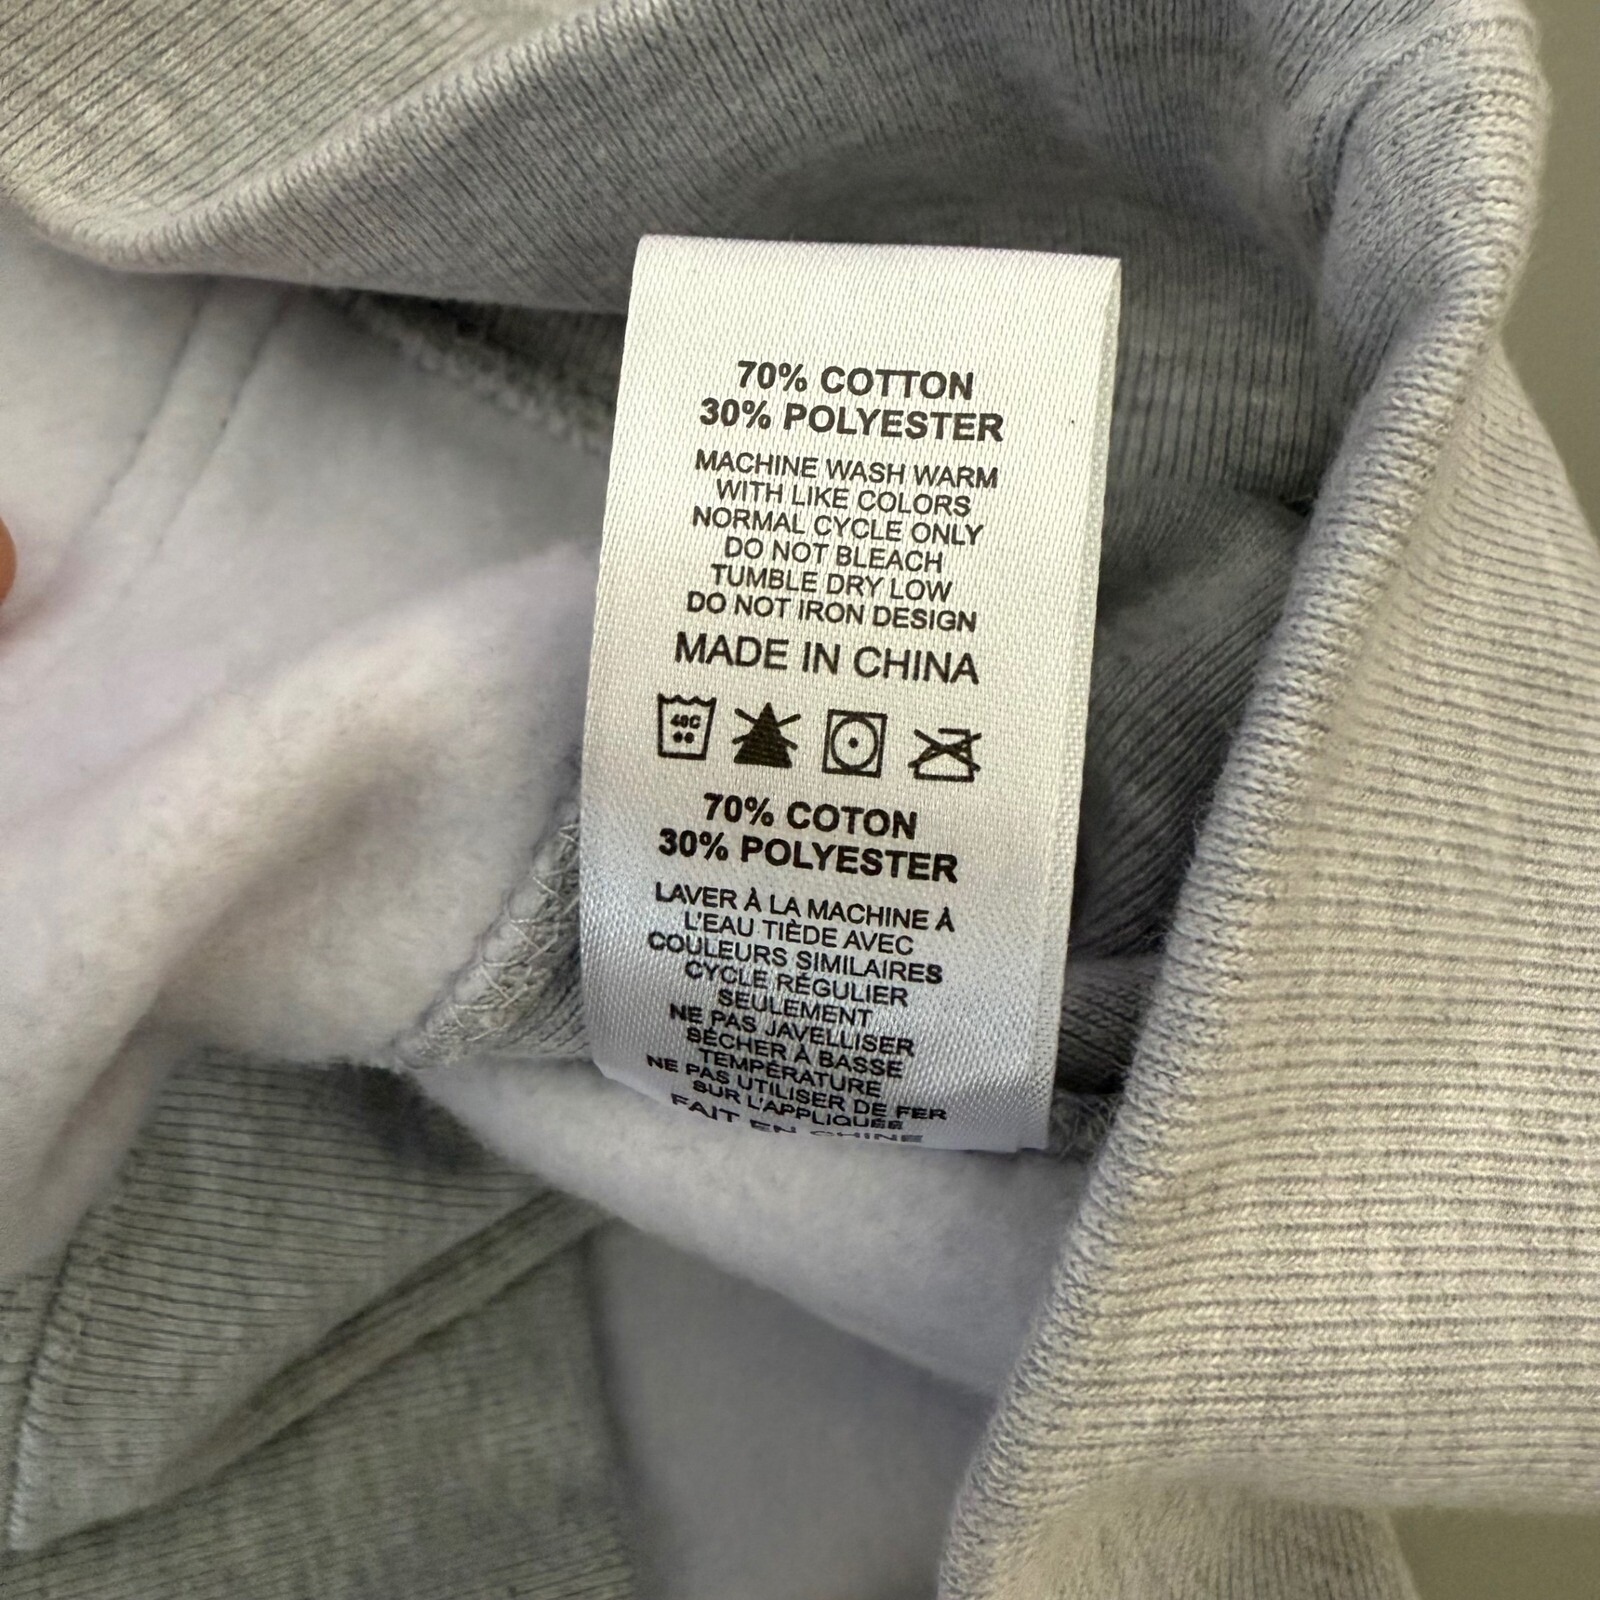 70% COTTON
30% POLYESTER
MACHINE WASH WARM
WITH LIKE COLORS
NORMAL CYCLE ONLY
DO NOT BLEACH
TUMBLE DRY LOW
DO NOT IRON DESIGN
MADE IN CHINA
40C
70% COTON
30% POLYESTER
LAVER À LA MACHINE À
L'EAU TIÈDE AVEC
COULEURS SIMILAIRES
CYCLE RÉGULIER
SEULEMENT
NE PAS JAVELLISER
SÉCHER À BASSE
TEMPÉRATURE
NE PAS UTILISER DE FER
SUR L'APPLIQUÉE
FAIT EN CHINE